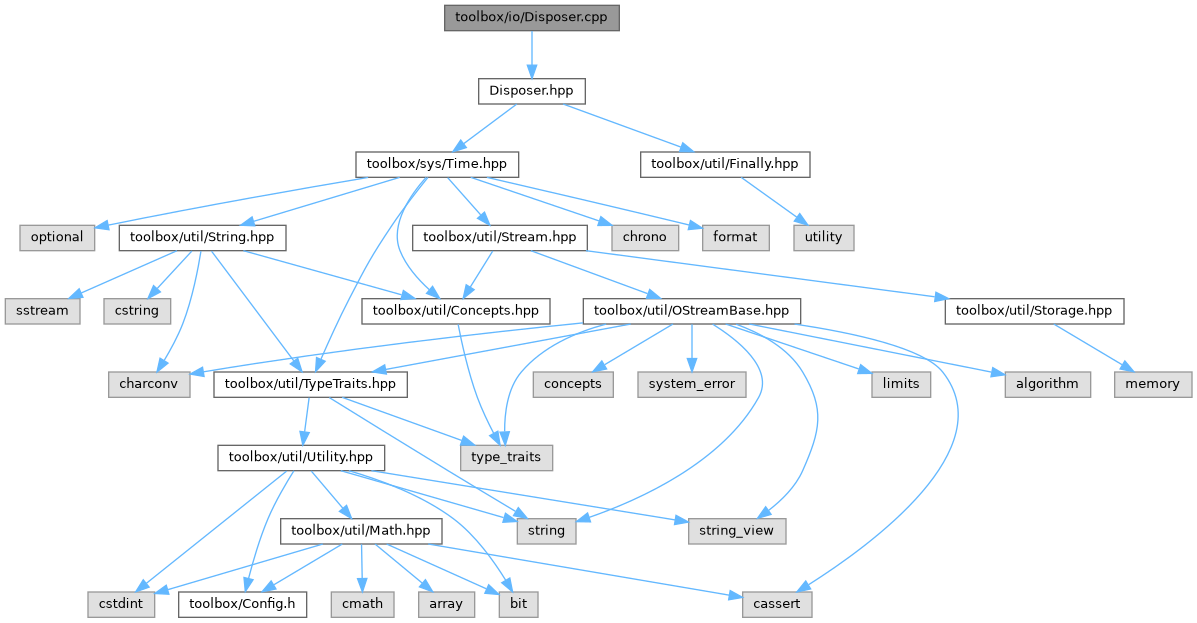 toolbox/io/Disposer.cpp
Disposer.hpp
toolbox/sys/Time.hpp
toolbox/util/Finally.hpp
optional
toolbox/util/String.hpp
toolbox/util/Stream.hpp
chrono
format
utility
sstream
cstring
toolbox/util/Concepts.hpp
toolbox/util/OStreamBase.hpp
toolbox/util/Storage.hpp
charconv
toolbox/util/TypeTraits.hpp
concepts
system_error
limits
algorithm
memory
toolbox/util/Utility.hpp
type_traits
toolbox/util/Math.hpp
string
string_view
cstdint
toolbox/Config.h
cmath
array
bit
cassert